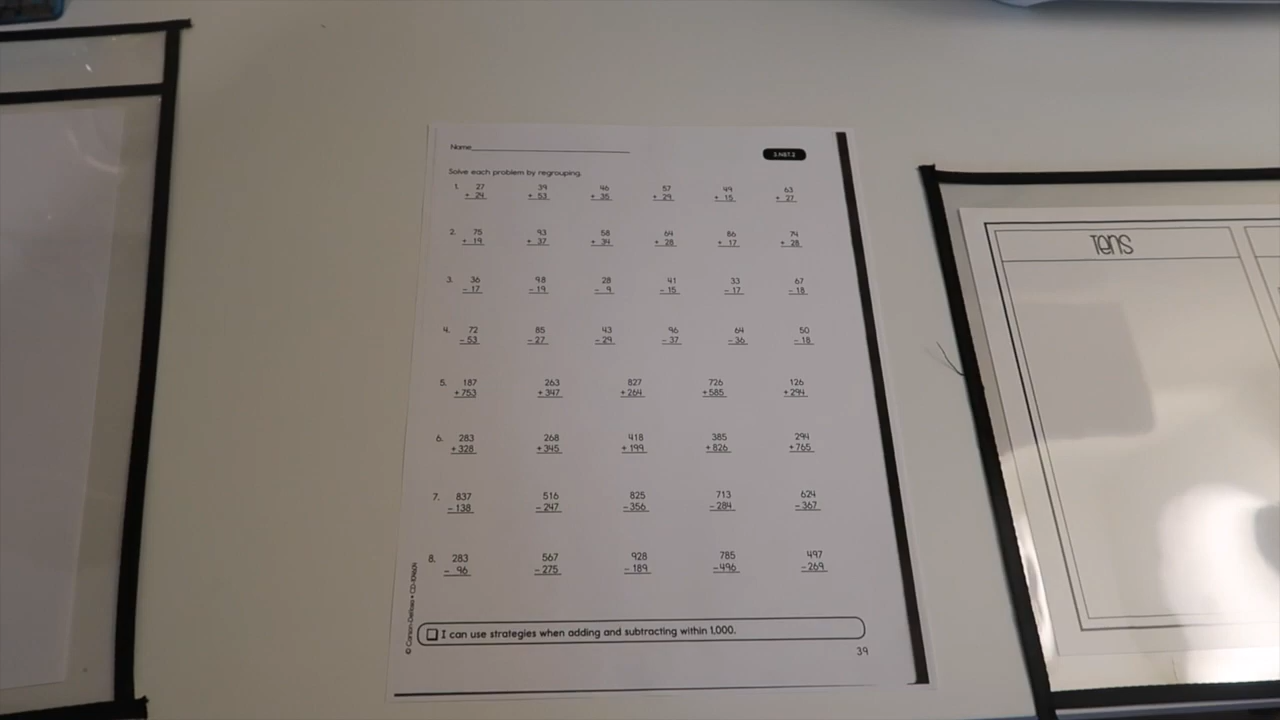 Name
3.NBT.2
Solve each problem by regrouping.
1. 27 39 46 57 49 63
+ 24 + 53 + 35 + 29 + 15 + 27
2. 75 93 58 64 86 74
+ 19 + 37 + 34 + 28 + 17 + 28
3. 36 98 28 41 33 67
- 17 - 19 - 9 - 15 - 17 - 18
4. 72 85 43 96 64 50
- 53 - 27 - 29 - 37 - 36 - 18
5. 187 263 827 726 126
+ 753 + 347 + 264 + 585 + 294
6. 283 268 418 385 294
+ 328 + 345 + 199 + 826 + 765
7. 837 516 825 713 624
- 138 - 247 - 356 - 284 - 367
8. 283 567 928 785 497
- 96 - 275 - 189 - 496 - 269
I can use strategies when adding and subtracting within 1,000.
39
© Carson-Dellosa
Tens